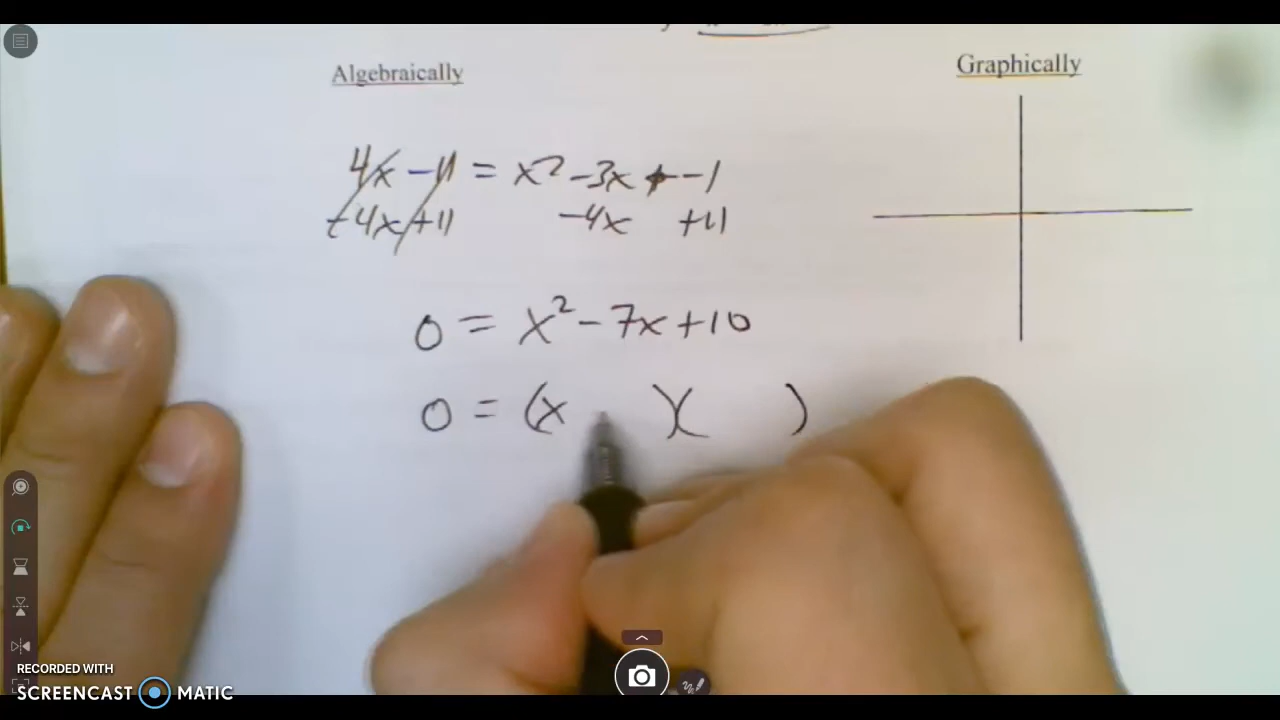 Algebraically
Graphically
4x - 11 = x² - 3x - 1
-4x + 11 - 4x + 11
0 = x² - 7x + 10
0 = (x )( )
RECORDED WITH
SCREENCAST MATIC